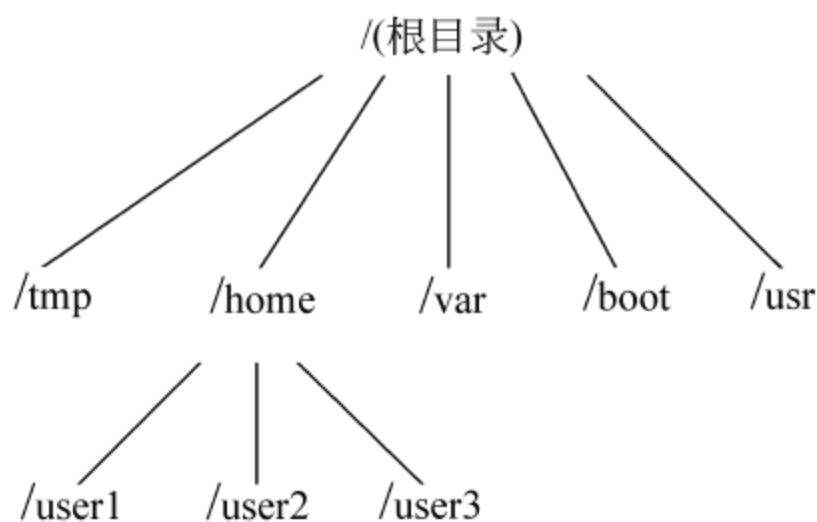 /(根目录)
/tmp /home /var /boot /usr
/user1 /user2 /user3